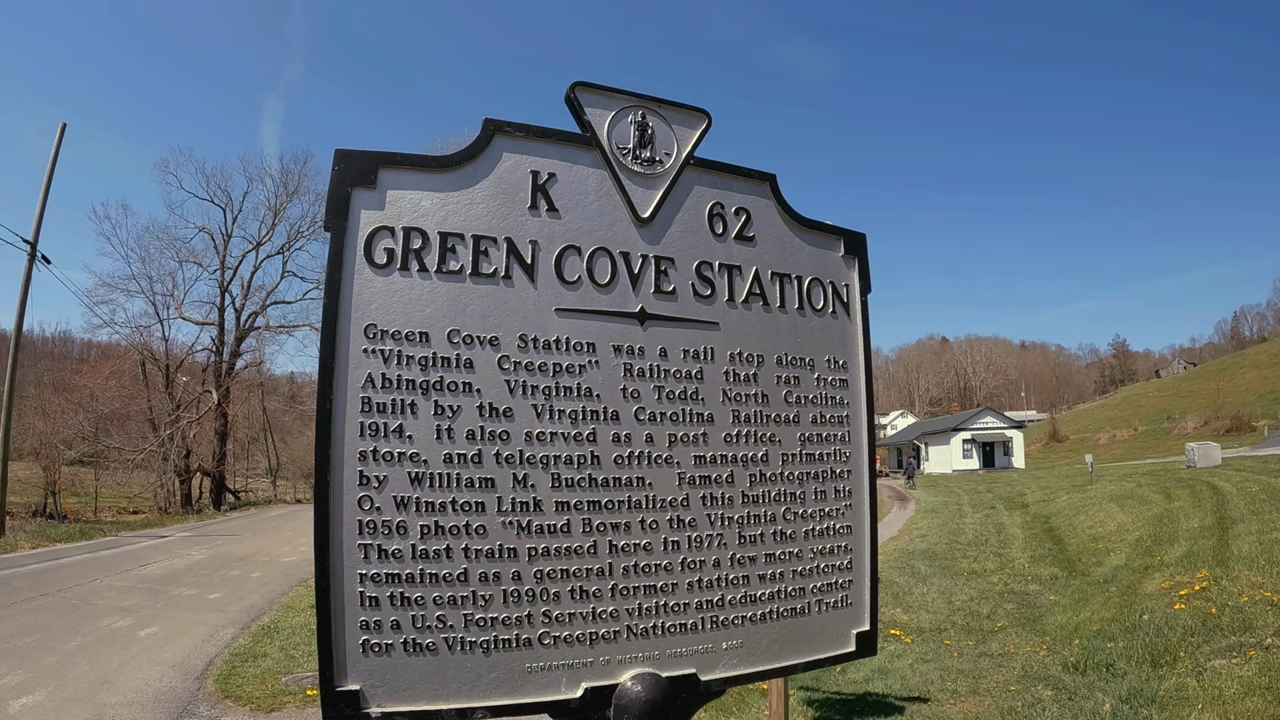 K 62
GREEN COVE STATION
Green Cove Station was a rail stop along the
"Virginia Creeper" Railroad that ran from
Abingdon, Virginia, to Todd, North Carolina.
Built by the Virginia Carolina Railroad about
1914, it also served as a post office, general
store, and telegraph office, managed primarily
by William M. Buchanan. Famed photographer
O. Winston Link memorialized this building in his
1956 photo "Maud Bows to the Virginia Creeper."
The last train passed here in 1977, but the station
remained as a general store for a few more years.
In the early 1990s the former station was restored
as a U.S. Forest Service visitor and education center
for the Virginia Creeper National Recreational Trail.
DEPARTMENT OF HISTORIC RESOURCES,